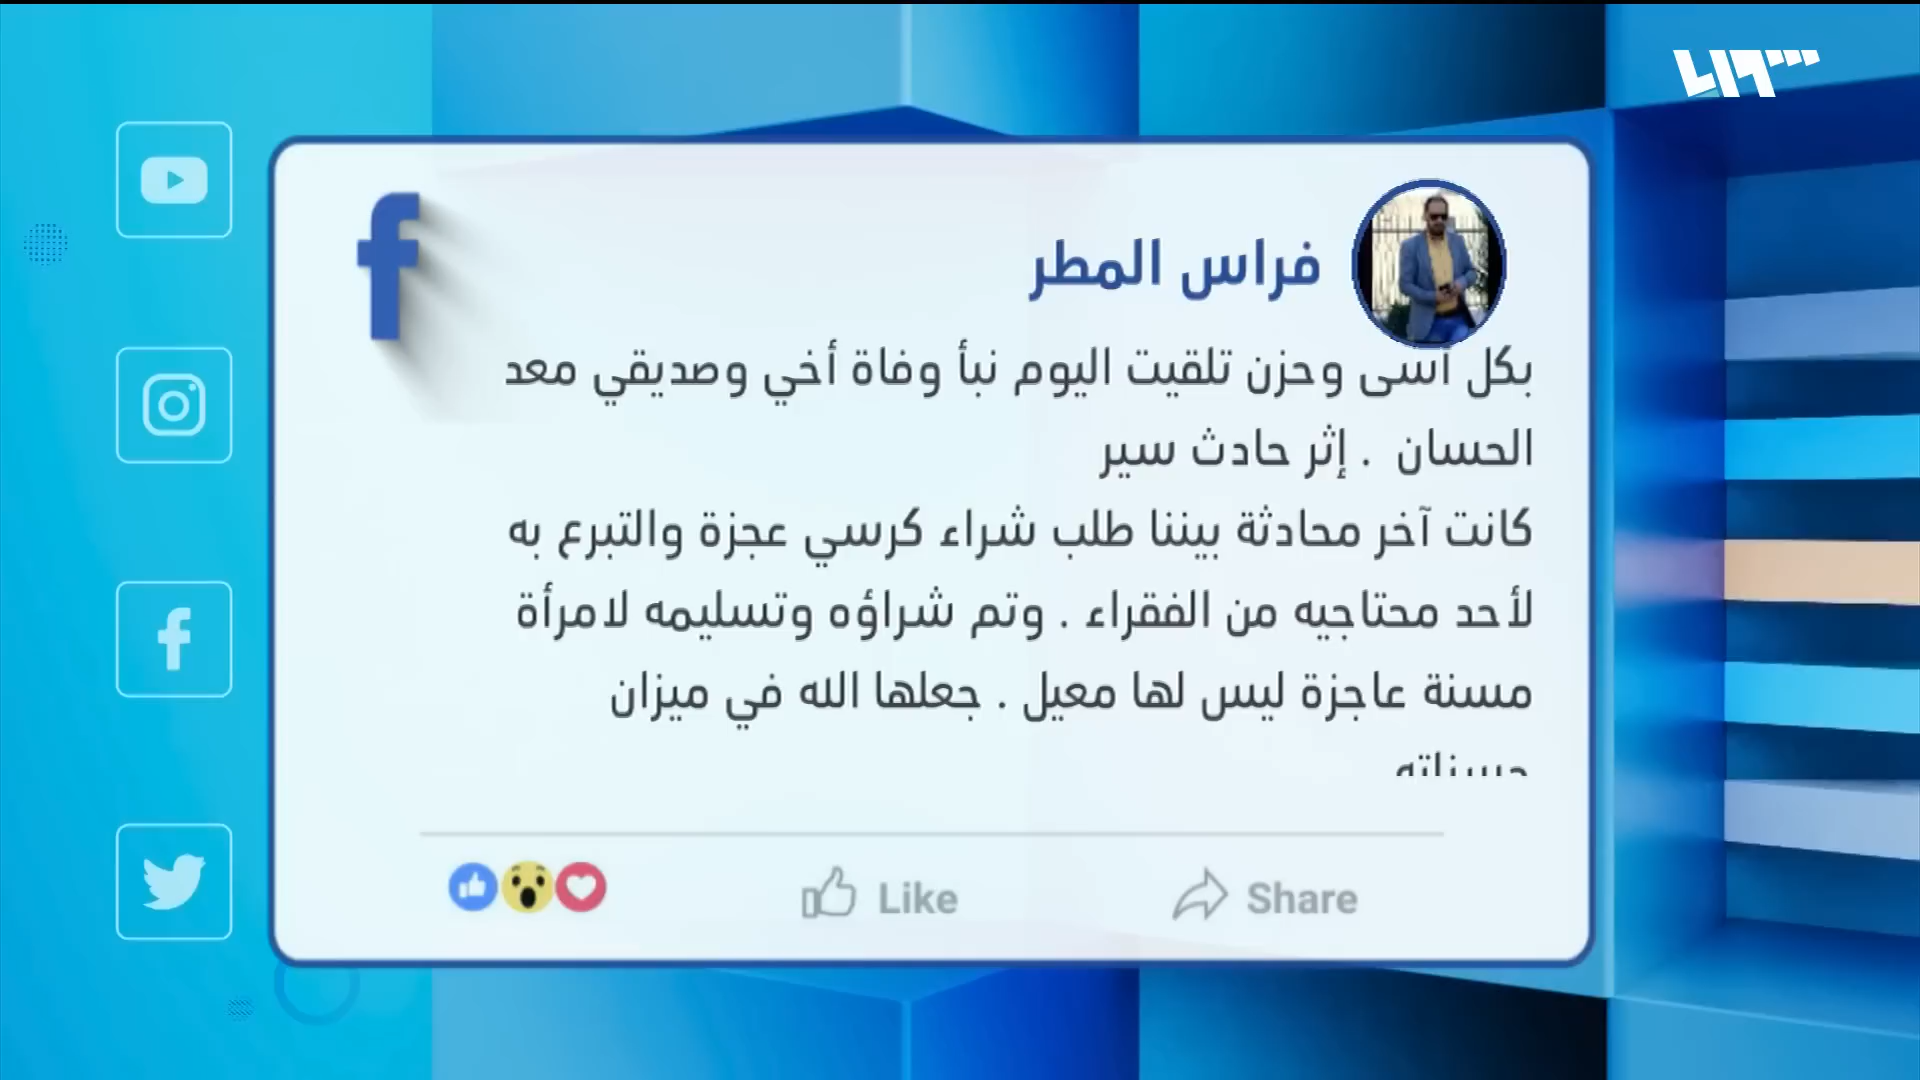 فراس المطر
بكل أسى وحزن تلقيت اليوم نبأ وفاة أخي وصديقي معد
الحسان . إثر حادث سير
كانت آخر محادثة بيننا طلب شراء كرسي عجزة والتبرع به
لأحد محتاجيه من الفقراء . وتم شراؤه وتسليمه لامرأة
مسنة عاجزة ليس لها معيل . جعلها الله في ميزان
حسناته
Like
Share